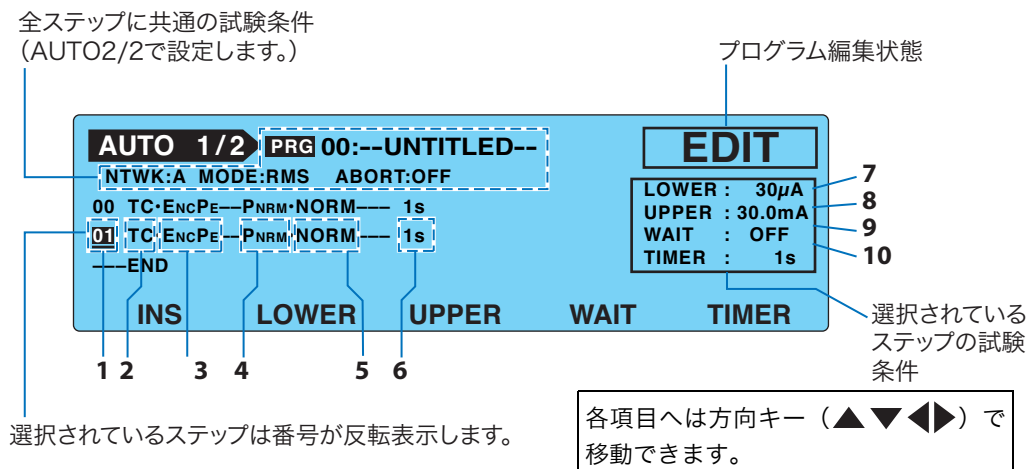 全ステップに共通の試験条件
(AUTO2/2で設定します。)
プログラム編集状態
AUTO 1/2 PRG 00:--UNTITLED--
EDIT
NTWK:A MODE:RMS ABORT:OFF
00 TC·ENCPE––PNRM·NORM––– 1s
01 TC·ENCPE––PNRM·NORM––– 1s
–––END
LOWER : 30µA
UPPER : 30.0mA
WAIT : OFF
TIMER : 1s
7
8
9
10
INS LOWER UPPER WAIT TIMER
1 2 3 4 5 6
選択されている
ステップの試験
条件
選択されているステップは番号が反転表示します。
各項目へは方向キー(▲▼◀▶)で
移動できます。